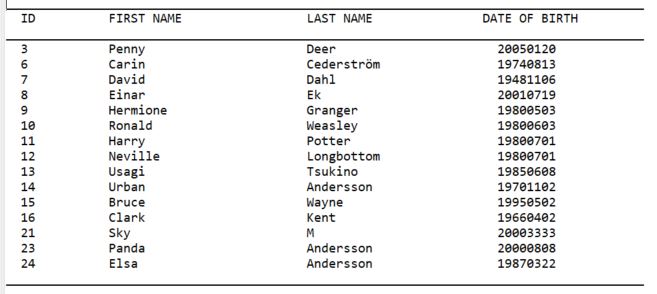 ID FIRST NAME LAST NAME DATE OF BIRTH
3 Penny Deer 20050120
6 Carin Cederström 19740813
7 David Dahl 19481106
8 Einar Ek 20010719
9 Hermione Granger 19800503
10 Ronald Weasley 19800603
11 Harry Potter 19800701
12 Neville Longbottom 19800701
13 Usagi Tsukino 19850608
14 Urban Andersson 19701102
15 Bruce Wayne 19950502
16 Clark Kent 19660402
21 Sky M 20003333
23 Panda Andersson 20000808
24 Elsa Andersson 19870322